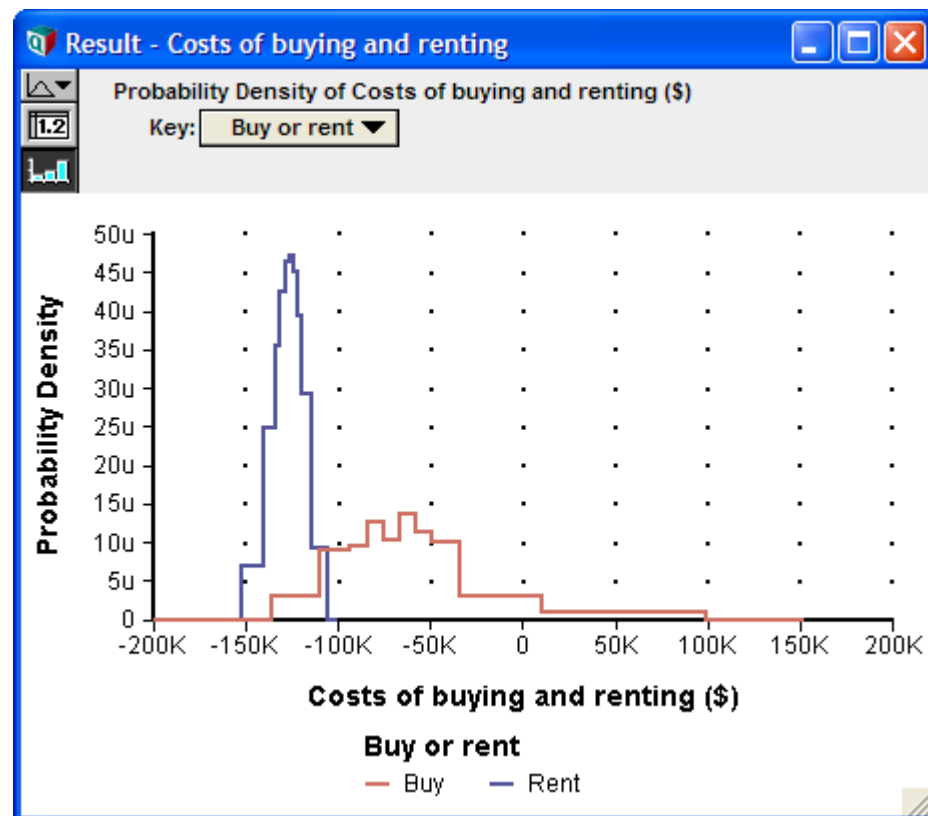 Result - Costs of buying and renting
Probability Density of Costs of buying and renting ($)
1.2
Key: Buy or rent
50u
45u
40u
35u
30u
25u
20u
15u
10u
5u
0
Probability Density
-200K -150K -100K -50K 0 50K 100K 150K 200K
Costs of buying and renting ($)
Buy or rent
Buy Rent